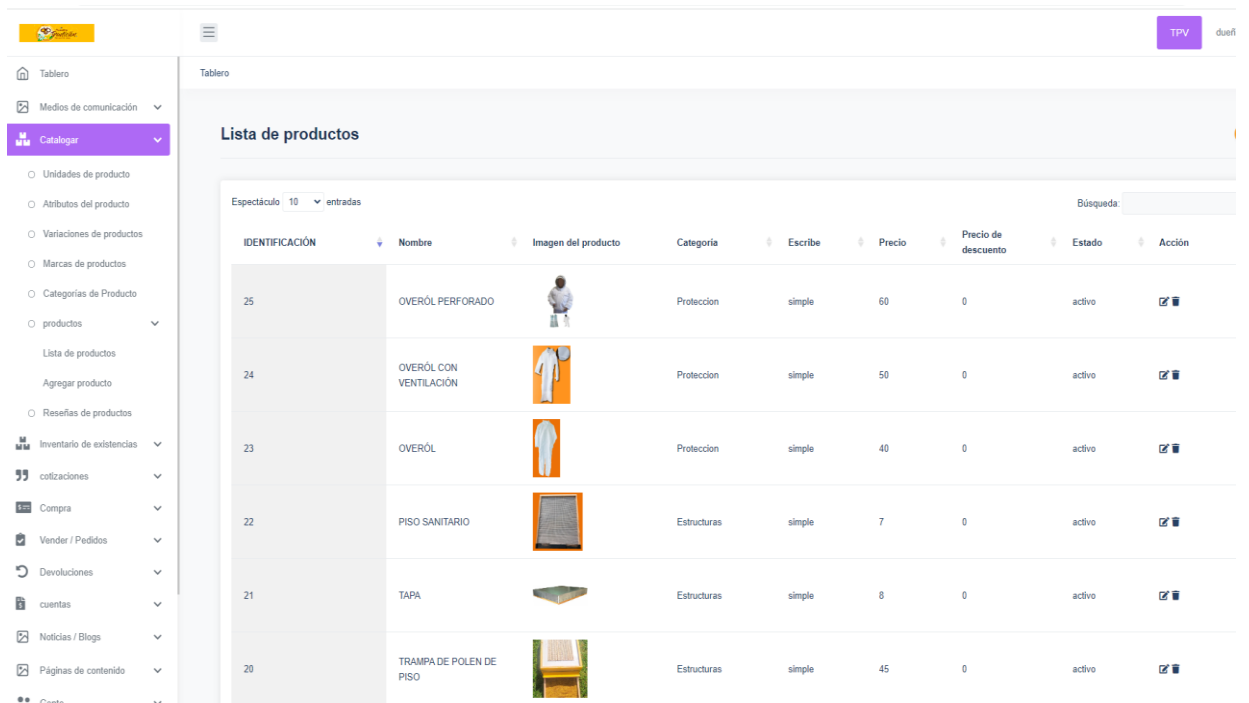 TPV
dueñ
Tablero
Medios de comunicación
Catalogar
Unidades de producto
Atributos del producto
Variaciones de productos
Marcas de productos
Categorías de Producto
productos
Lista de productos
Agregar producto
Reseñas de productos
Inventario de existencias
cotizaciones
Compra
Vender / Pedidos
Devoluciones
cuentas
Noticias / Blogs
Páginas de contenido
Tablero
Lista de productos
Espectáculo 10 entradas
Búsqueda:
IDENTIFICACIÓN Nombre Imagen del producto Categoría Escribe Precio Precio de descuento Estado Acción
25 OVERÓL PERFORADO Proteccion simple 60 0 activo
24 OVERÓL CON VENTILACIÓN Proteccion simple 50 0 activo
23 OVERÓL Proteccion simple 40 0 activo
22 PISO SANITARIO Estructuras simple 7 0 activo
21 TAPA Estructuras simple 8 0 activo
20 TRAMPA DE POLEN DE PISO Estructuras simple 45 0 activo